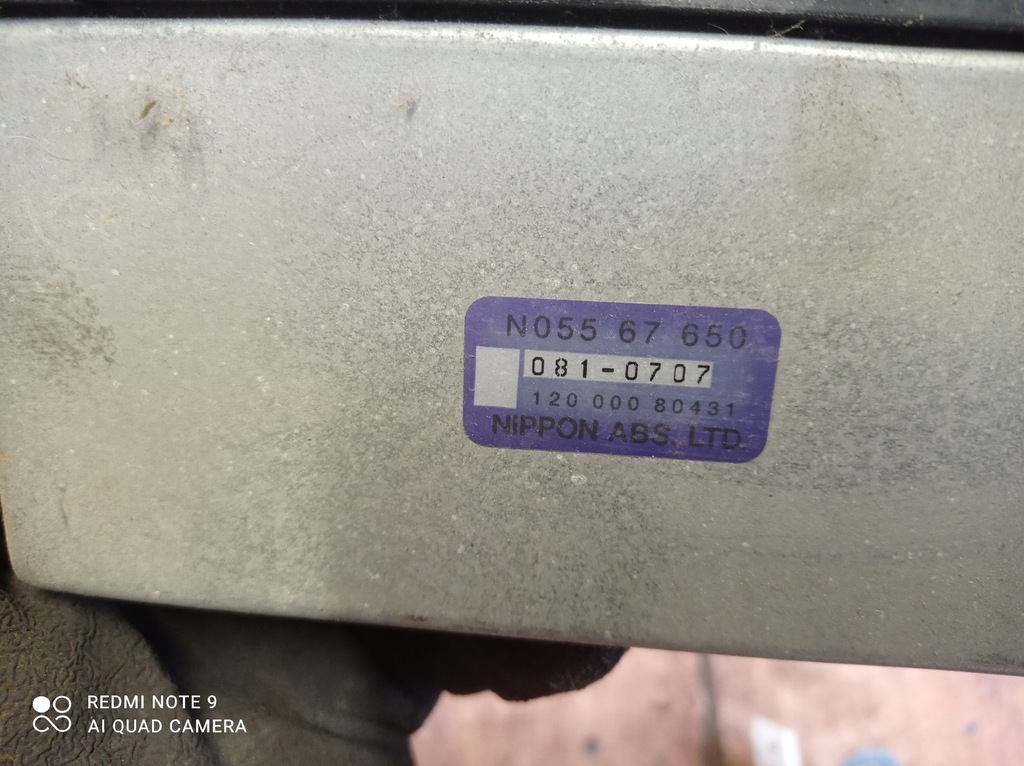 N055 67 650
081-0707
120 000 80431
NIPPON ABS, LTD.
REDMI NOTE 9
AI QUAD CAMERA